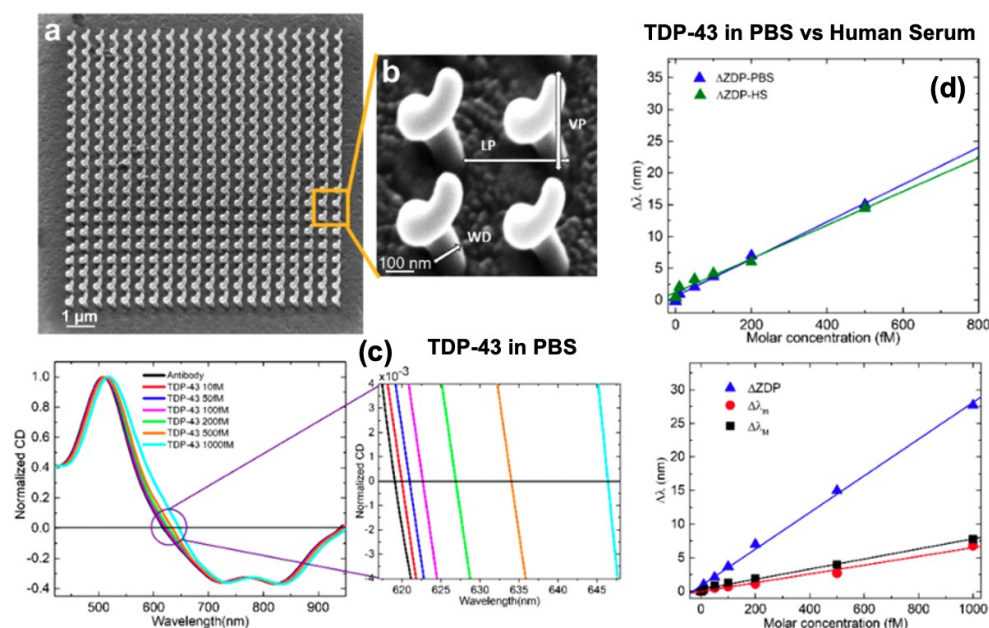 a
1 µm
b
VP
LP
WD
100 nm
TDP-43 in PBS vs Human Serum
(d)
ΔZDP-PBS
ΔZDP-HS
35
30
25
20
15
10
5
0
Δλ (nm)
0 200 400 600 800
Molar concentration (fM)
(c)
TDP-43 in PBS
Antibody
TDP-43 10fM
TDP-43 50fM
TDP-43 100fM
TDP-43 200fM
TDP-43 500fM
TDP-43 1000fM
1.0
0.8
0.6
0.4
0.2
0.0
-0.2
-0.4
Normalized CD
500 600 700 800 900
Wavelength(nm)
4 ×10⁻³
3
2
1
0
-1
-2
-3
-4
Normalized CD
620 625 630 635 640 645
Wavelength(nm)
ΔZDP
Δλm
ΔλM
30
25
20
15
10
5
0
Δλ (nm)
0 200 400 600 800 1000
Molar concentration (fM)